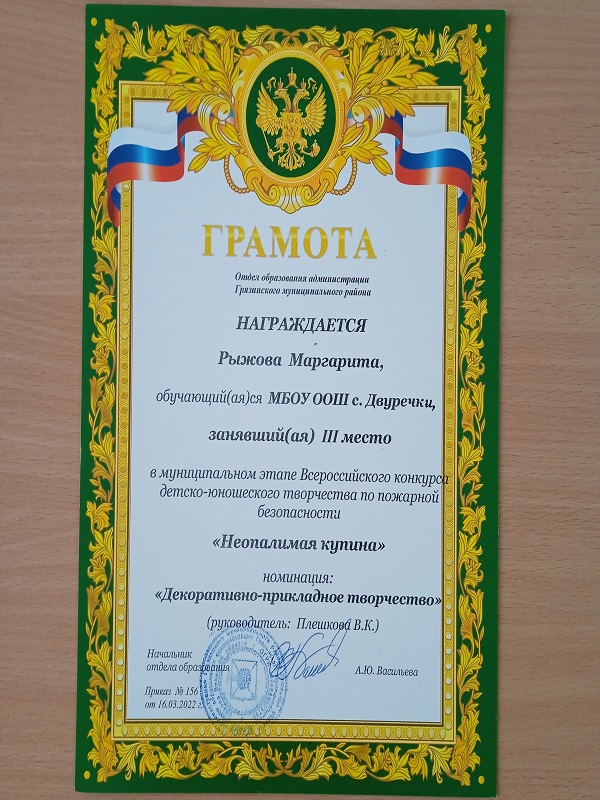 ГРАМОТА
Отдел образования администрации
Грязинского муниципального района
НАГРАЖДАЕТСЯ
Рыжова Маргарита,
обучающий(ая)ся МБОУ ООШ с. Двуречки,
занявший(ая) III место
в муниципальном этапе Всероссийского конкурса
детско-юношеского творчества по пожарной
безопасности
«Неопалимая купина»
номинация:
«Декоративно-прикладное творчество»
(руководитель: Плешкова В.К.)
Начальник
отдела образования
А.Ю. Васильева
Приказ № 156
от 16.03.2022 г.